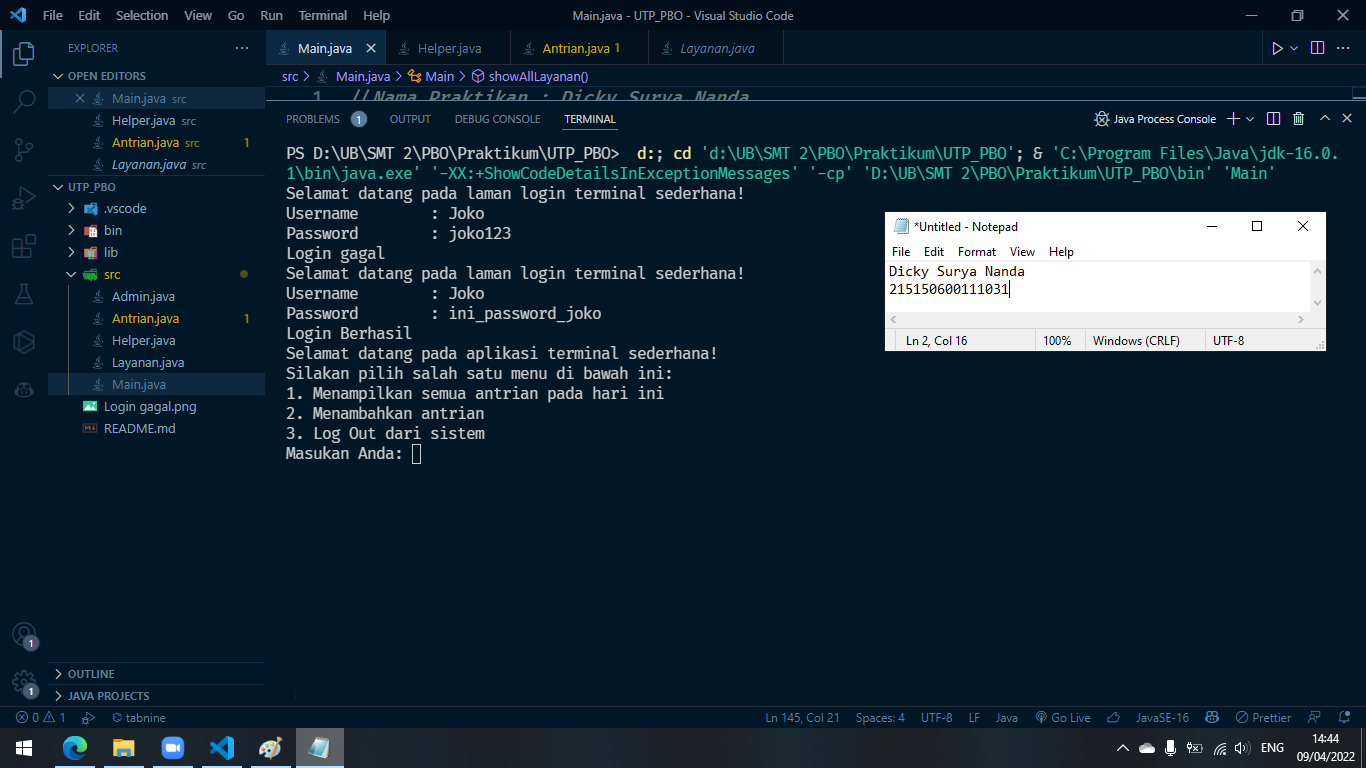 File Edit Selection View Go Run Terminal Help
Main.java - UTP_PBO - Visual Studio Code
EXPLORER
OPEN EDITORS
Main.java src
Helper.java src
Antrian.java src 1
Layanan.java src
UTP_PBO
.vscode
bin
lib
src
Admin.java
Antrian.java 1
Helper.java
Layanan.java
Main.java
Login gagal.png
README.md
OUTLINE
JAVA PROJECTS
1
1
Main.java
Helper.java
Antrian.java 1
Layanan.java
src > Main.java > Main > showAllLayanan()
1 //Nama Praktikan : Dicky Surya Nanda
PROBLEMS 1 OUTPUT DEBUG CONSOLE TERMINAL
Java Process Console
PS D:\UB\SMT 2\PBO\Praktikum\UTP_PBO> d:; cd 'd:\UB\SMT 2\PBO\Praktikum\UTP_PBO'; & 'C:\Program Files\Java\jdk-16.0.
1\bin\java.exe' '-XX:+ShowCodeDetailsInExceptionMessages' '-cp' 'D:\UB\SMT 2\PBO\Praktikum\UTP_PBO\bin' 'Main'
Selamat datang pada laman login terminal sederhana!
Username : Joko
Password : joko123
Login gagal
Selamat datang pada laman login terminal sederhana!
Username : Joko
Password : ini_password_joko
Login Berhasil
Selamat datang pada aplikasi terminal sederhana!
Silakan pilih salah satu menu di bawah ini:
1. Menampilkan semua antrian pada hari ini
2. Menambahkan antrian
3. Log Out dari sistem
Masukan Anda:
*Untitled - Notepad
File Edit Format View Help
Dicky Surya Nanda
215150600111031
Ln 2, Col 16 100% Windows (CRLF) UTF-8
0 1 tabnine
Ln 145, Col 21 Spaces: 4 UTF-8 LF Java Go Live JavaSE-16 Prettier
ENG
14:44
09/04/2022